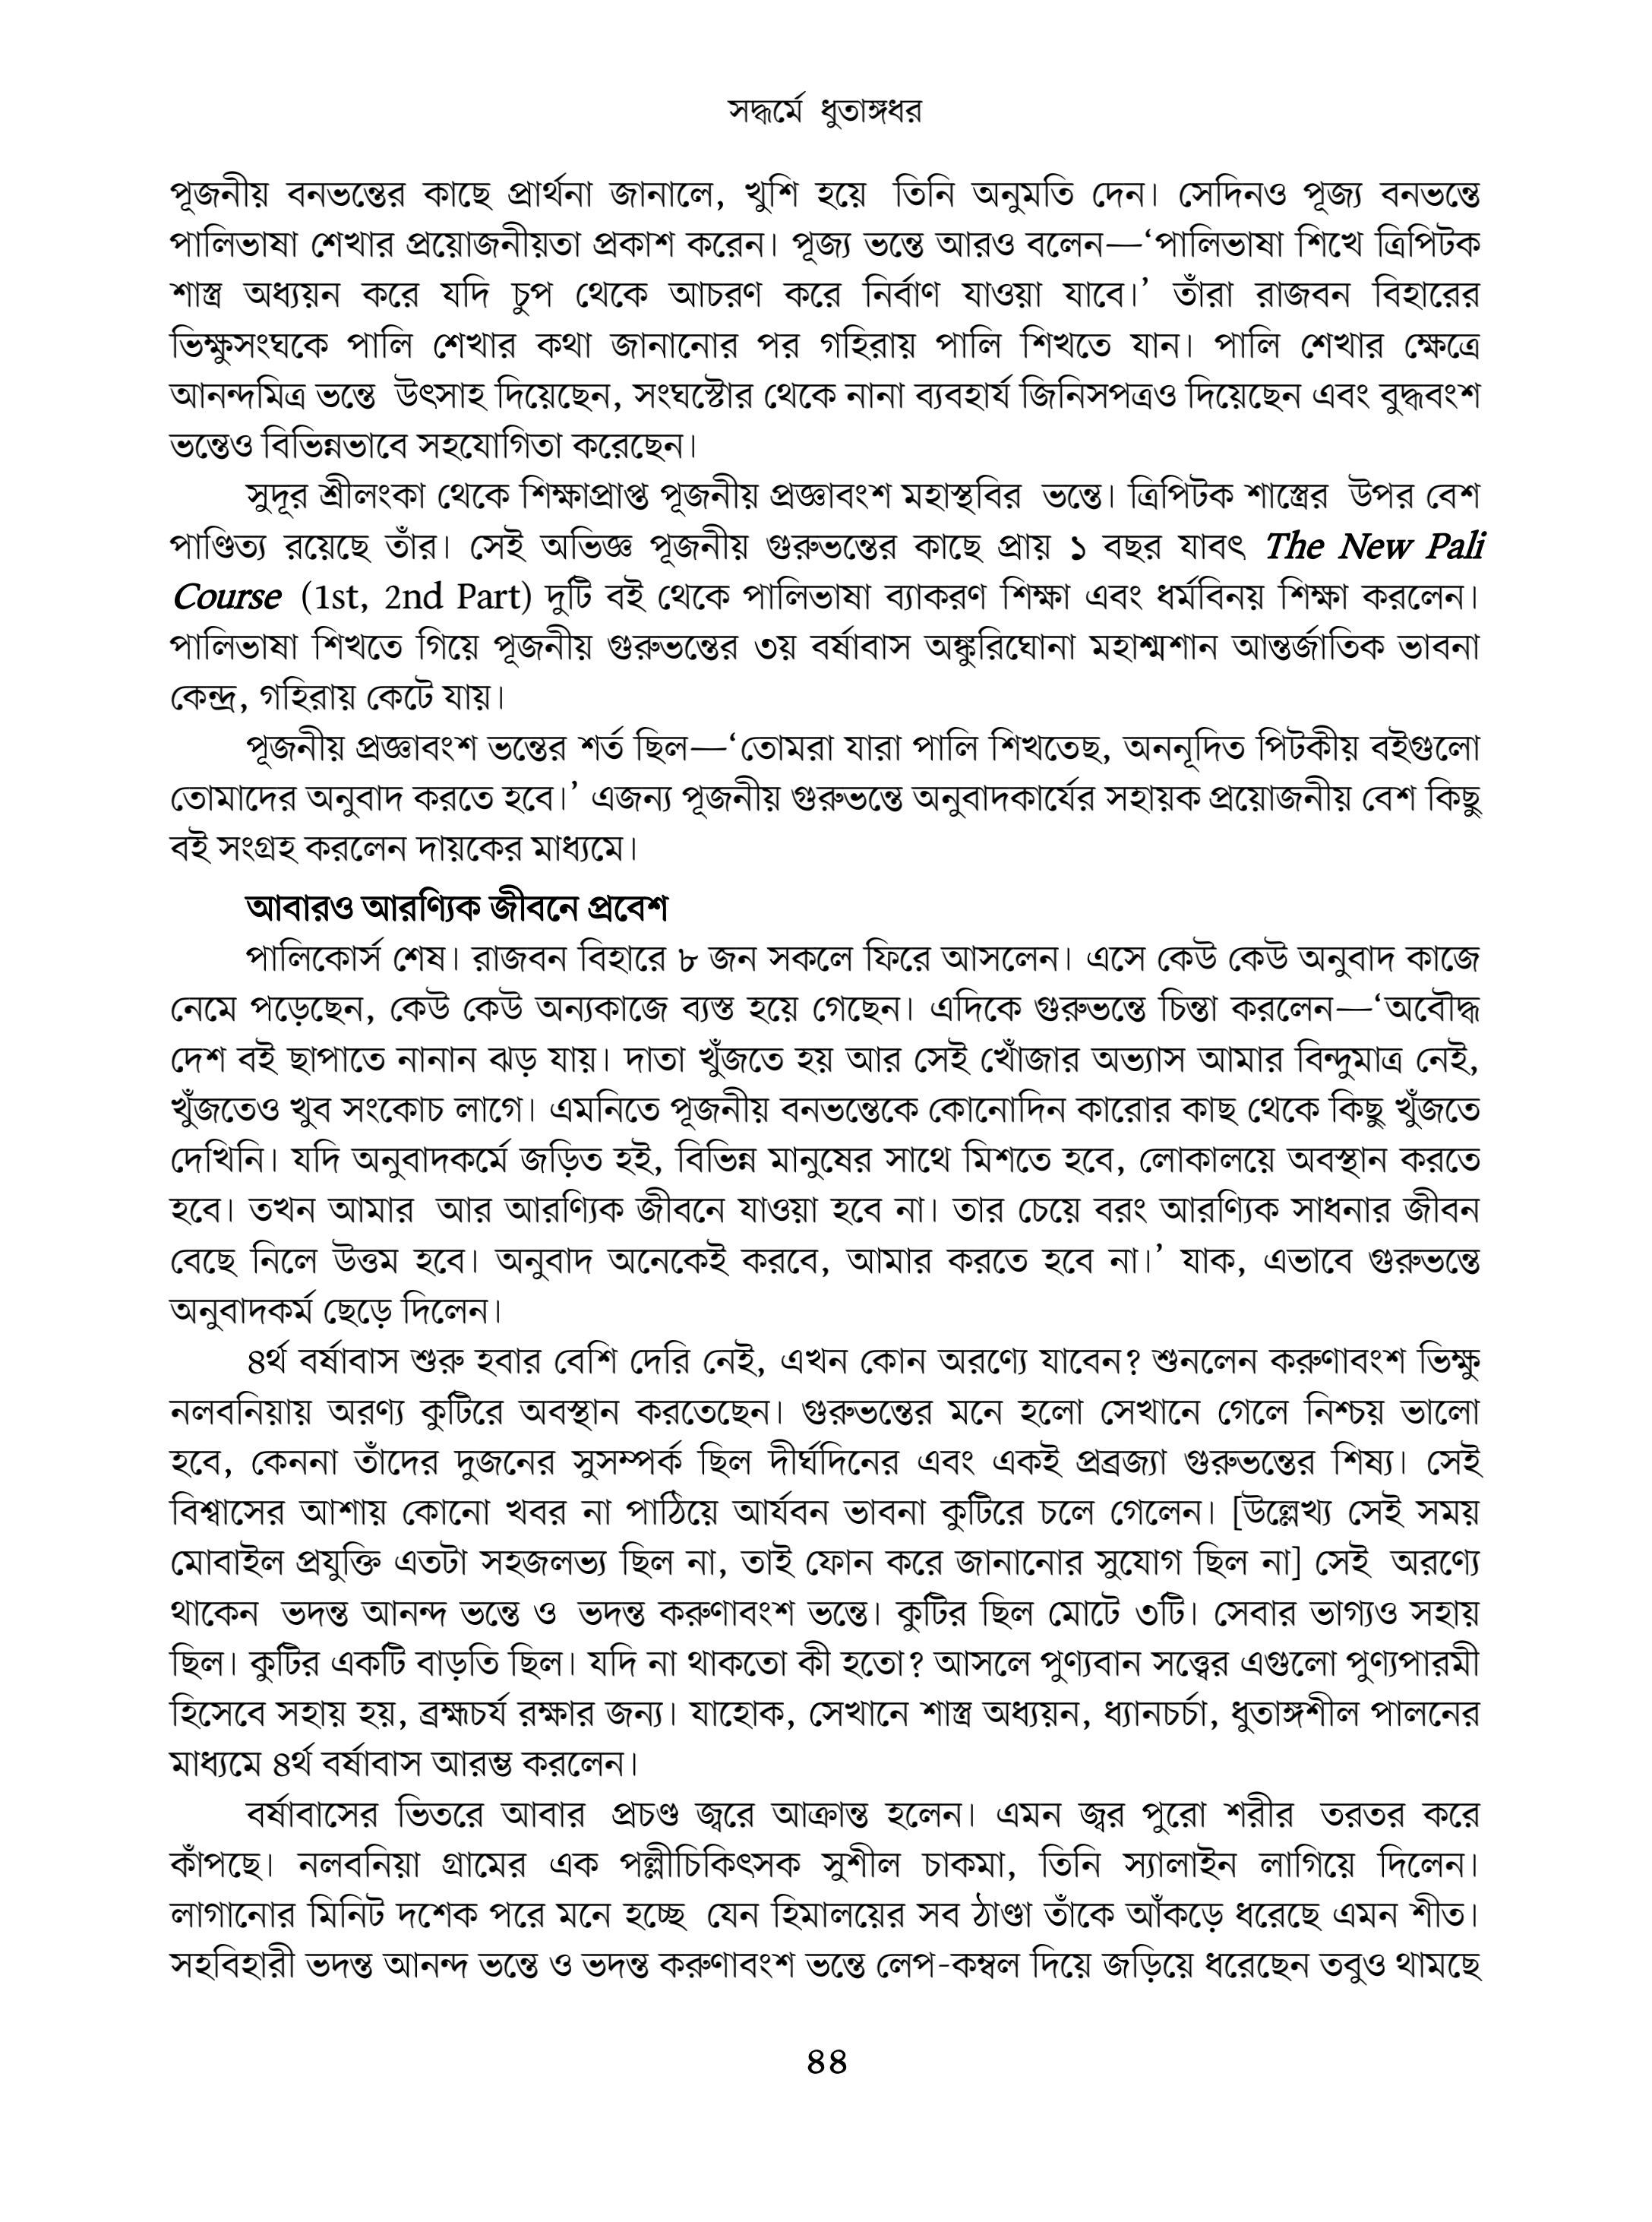 সদ্ধর্মে ধুতাঙ্গধর
পূজনীয় বনভন্তের কাছে প্রার্থনা জানালে, খুশি হয়ে তিনি অনুমতি দেন। সেদিনও পূজ্য বনভন্তে
পালিভাষা শেখার প্রয়োজনীয়তা প্রকাশ করেন। পূজ্য ভন্তে আরও বলেন—‘পালিভাষা শিখে ত্রিপিটক
শাস্ত্র অধ্যয়ন করে যদি চুপ থেকে আচরণ করে নির্বাণ যাওয়া যাবে।’ তাঁরা রাজবন বিহারের
ভিক্ষুসংঘকে পালি শেখার কথা জানানোর পর গহিরায় পালি শিখতে যান। পালি শেখার ক্ষেত্রে
আনন্দমিত্র ভন্তে উৎসাহ দিয়েছেন, সংঘস্টোর থেকে নানা ব্যবহার্য জিনিসপত্রও দিয়েছেন এবং বুদ্ধবংশ
ভন্তেও বিভিন্নভাবে সহযোগিতা করেছেন।
সুদূর শ্রীলংকা থেকে শিক্ষাপ্রাপ্ত পূজনীয় প্রজ্ঞাবংশ মহাস্থবির ভন্তে। ত্রিপিটক শাস্ত্রের উপর বেশ
পাণ্ডিত্য রয়েছে তাঁর। সেই অভিজ্ঞ পূজনীয় গুরুভন্তের কাছে প্রায় ১ বছর যাবৎ The New Pali
Course (1st, 2nd Part) দুটি বই থেকে পালিভাষা ব্যাকরণ শিক্ষা এবং ধর্মবিনয় শিক্ষা করলেন।
পালিভাষা শিখতে গিয়ে পূজনীয় গুরুভন্তের ৩য় বর্ষাবাস অঙ্কুরিঘোনা মহাশ্মশান আন্তর্জাতিক ভাবনা
কেন্দ্র, গহিরায় কেটে যায়।
পূজনীয় প্রজ্ঞাবংশ ভন্তের শর্ত ছিল—‘তোমরা যারা পালি শিখতেছ, অননূদিত পিটকীয় বইগুলো
তোমাদের অনুবাদ করতে হবে।’ এজন্য পূজনীয় গুরুভন্তে অনুবাদকার্যের সহায়ক প্রয়োজনীয় বেশ কিছু
বই সংগ্রহ করলেন দায়কের মাধ্যমে।
আবারও আরণ্যিক জীবনে প্রবেশ
পালিকোর্স শেষ। রাজবন বিহারে ৮ জন সকলে ফিরে আসলেন। এসে কেউ কেউ অনুবাদ কাজে
নেমে পড়েছেন, কেউ কেউ অন্যকাজে ব্যস্ত হয়ে গেছেন। এদিকে গুরুভন্তে চিন্তা করলেন—‘অবৌদ্ধ
দেশ বই ছাপাতে নানান ঝড় যায়। দাতা খুঁজতে হয় আর সেই খোঁজার অভ্যাস আমার বিন্দুমাত্র নেই,
খুঁজতেও খুব সংকোচ লাগে। এমনিতে পূজনীয় বনভন্তেকে কোনোদিন কারোর কাছ থেকে কিছু খুঁজতে
দেখিনি। যদি অনুবাদকর্মে জড়িত হই, বিভিন্ন মানুষের সাথে মিশতে হবে, লোকালয়ে অবস্থান করতে
হবে। তখন আমার আর আরণ্যিক জীবনে যাওয়া হবে না। তার চেয়ে বরং আরণ্যিক সাধনার জীবন
বেছে নিলে উত্তম হবে। অনুবাদ অনেকেই করবে, আমার করতে হবে না।’ যাক, এভাবে গুরুভন্তে
অনুবাদকর্ম ছেড়ে দিলেন।
৪র্থ বর্ষাবাস শুরু হবার বেশি দেরি নেই, এখন কোন অরণ্যে যাবেন? শুনলেন করুণাবংশ ভিক্ষু
নলবনিয়ায় অরণ্য কুটিরে অবস্থান করতেছেন। গুরুভন্তের মনে হলো সেখানে গেলে নিশ্চয় ভালো
হবে, কেননা তাঁদের দুজনের সুসম্পর্ক ছিল দীর্ঘদিনের এবং একই প্রব্রজ্যা গুরুভন্তের শিষ্য। সেই
বিশ্বাসের আশায় কোনো খবর না পাঠিয়ে আর্যবন ভাবনা কুটিরে চলে গেলেন। [উল্লেখ্য সেই সময়
মোবাইল প্রযুক্তি এতটা সহজলভ্য ছিল না, তাই ফোন করে জানানোর সুযোগ ছিল না] সেই অরণ্যে
থাকেন ভদন্ত আনন্দ ভন্তে ও ভদন্ত করুণাবংশ ভন্তে। কুটির ছিল মোটে ৩টি। সেবার ভাগ্যও সহায়
ছিল। কুটির একটি বাড়তি ছিল। যদি না থাকতো কী হতো? আসলে পুণ্যবান সত্ত্বের এগুলো পুণ্যপারমী
হিসেবে সহায় হয়, ব্রহ্মচর্য রক্ষার জন্য। যাহোক, সেখানে শাস্ত্র অধ্যয়ন, ধ্যানচর্চা, ধুতাঙ্গশীল পালনের
মাধ্যমে ৪র্থ বর্ষাবাস আরম্ভ করলেন।
বর্ষাবাসের ভিতরে আবার প্রচণ্ড জ্বরে আক্রান্ত হলেন। এমন জ্বর পুরো শরীর তরতর করে
কাঁপছে। নলবনিয়া গ্রামের এক পল্লীচিকিৎসক সুশীল চাকমা, তিনি স্যালাইন লাগিয়ে দিলেন।
লাগানোর মিনিট দশেক পরে মনে হচ্ছে যেন হিমালয়ের সব ঠাণ্ডা তাঁকে আঁকড়ে ধরেছে এমন শীত।
সহবিহারী ভদন্ত আনন্দ ভন্তে ও ভদন্ত করুণাবংশ ভন্তে লেপ-কম্বল দিয়ে জড়িয়ে ধরেছেন তবুও থামছে
৪৪